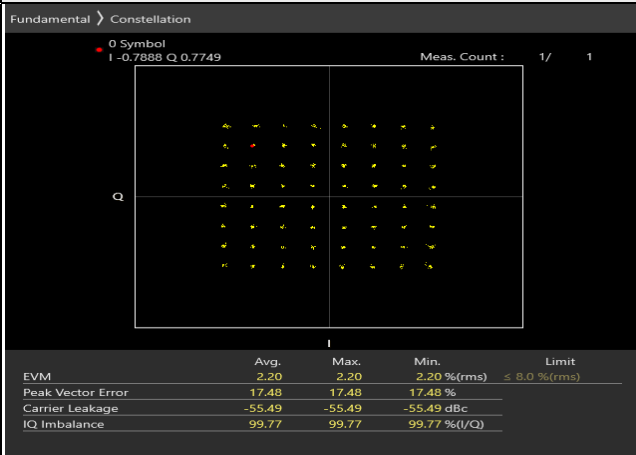 Fundamental 〉 Constellation
0 Symbol
I -0.7888 Q 0.7749 Meas. Count : 1/ 1
Q
I
Avg. Max. Min. Limit
EVM 2.20 2.20 2.20 %(rms) ≤ 8.0 %(rms)
Peak Vector Error 17.48 17.48 17.48 %
Carrier Leakage -55.49 -55.49 -55.49 dBc
IQ Imbalance 99.77 99.77 99.77 %(I/Q)